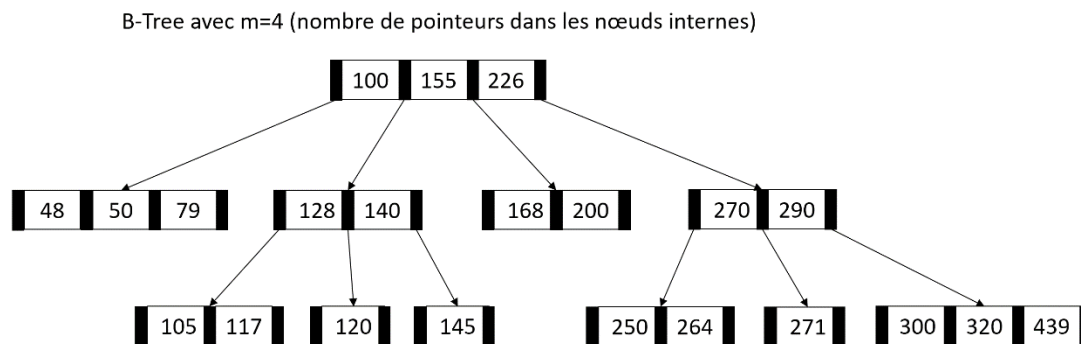 B-Tree avec m=4 (nombre de pointeurs dans les nœuds internes)
100 155 226
48 50 79 128 140 168 200 270 290
105 117 120 145 250 264 271 300 320 439